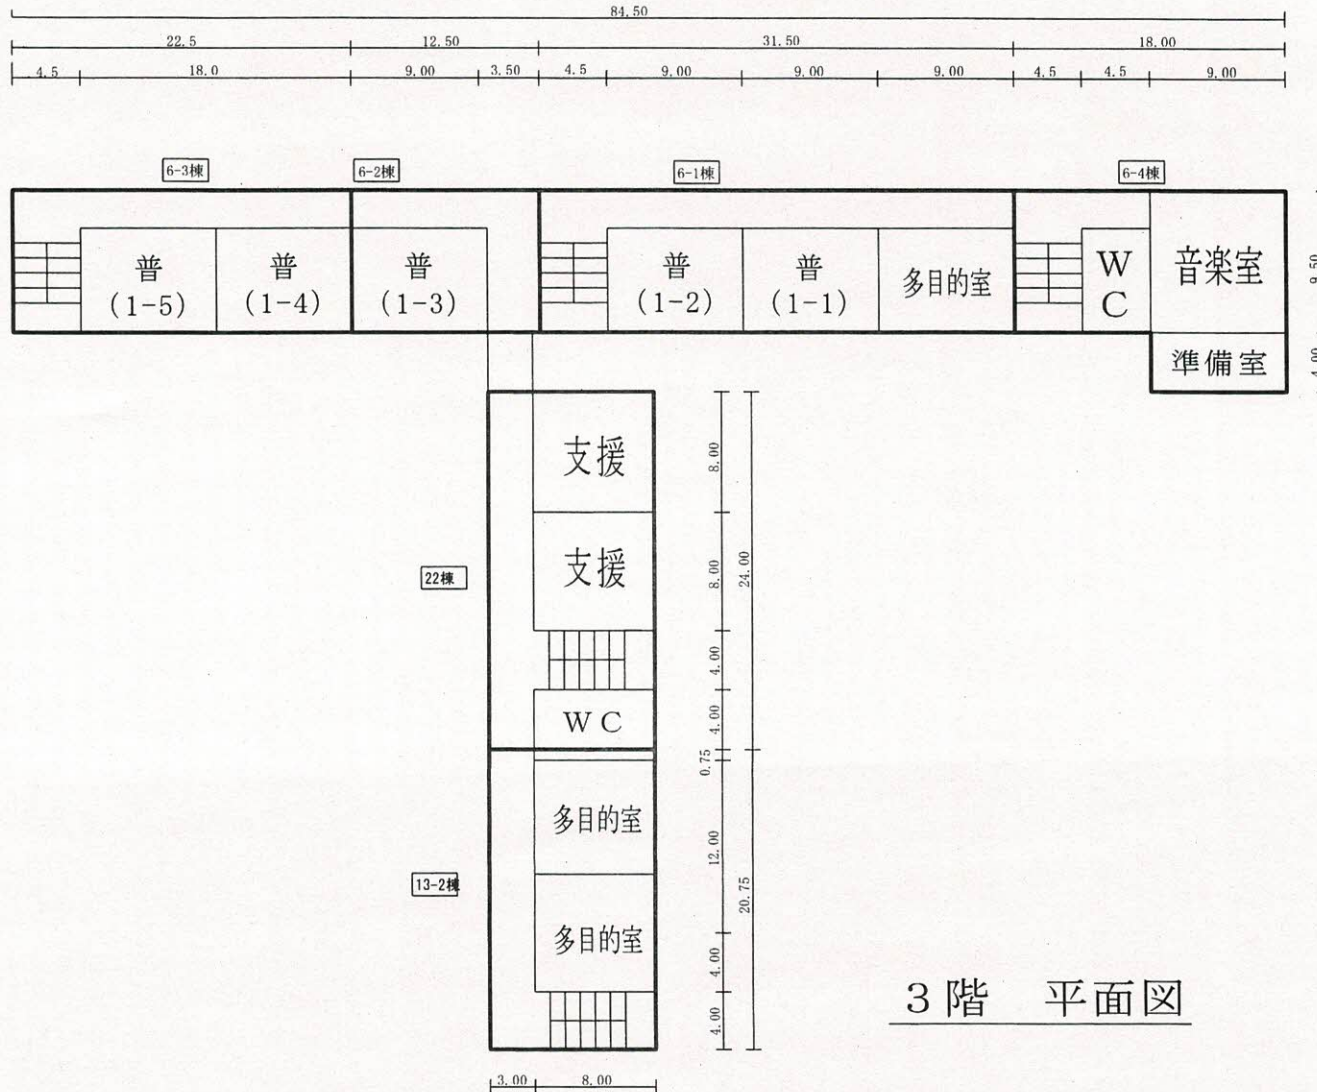 84.50
22.5 12.50 31.50 18.00
4.5 18.0 9.00 3.50 4.5 9.00 9.00 9.00 4.5 4.5 9.00
6-3棟 6-2棟 6-1棟 6-4棟
普 普 普 普 普 多目的室 W 音楽室
(1-5) (1-4) (1-3) (1-2) (1-1) C
9.50
準備室
4.00
支援
8.00
支援
8.00
24.00
22棟
4.00
WC
4.00
0.75
多目的室
12.00
13-2棟
20.75
多目的室
4.00
4.00
3階 平面図
3.00 8.00